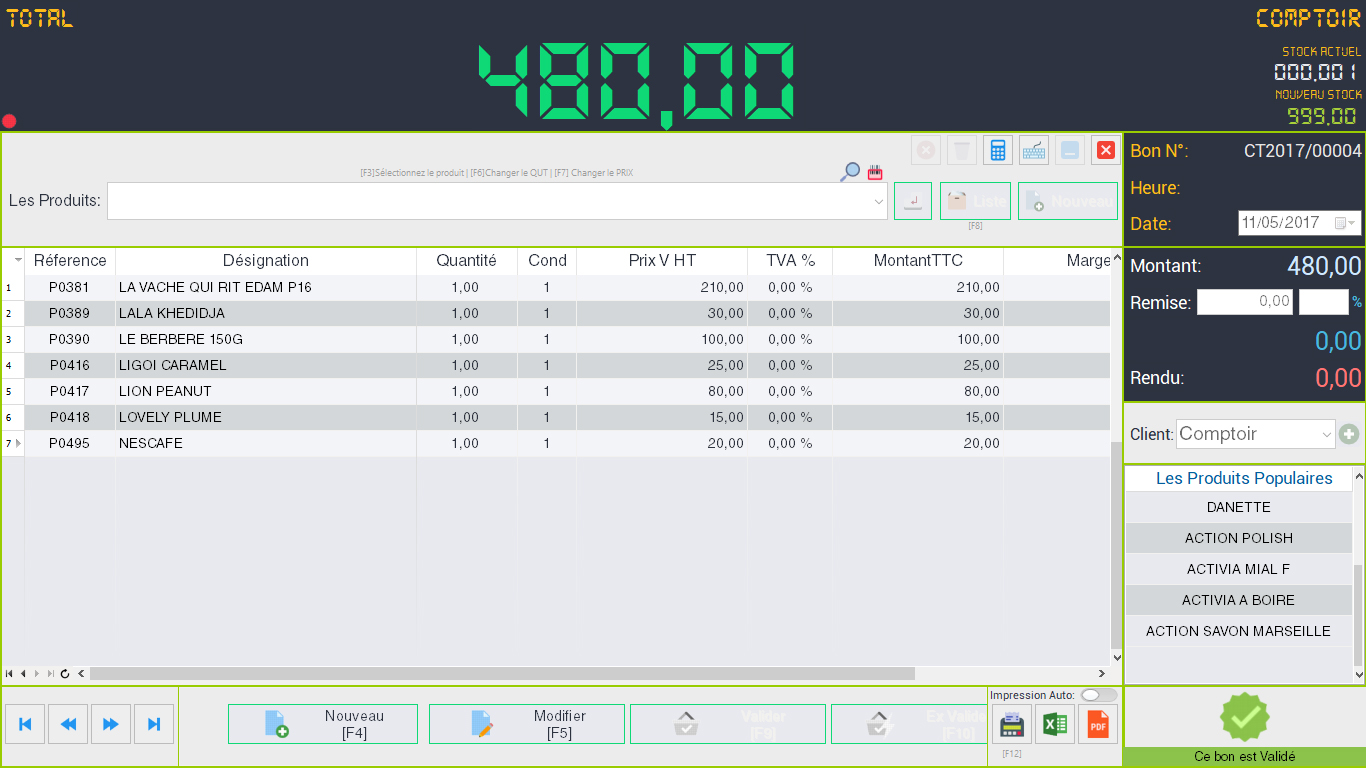 TOTAL
COMPTOIR
480,00
STOCK ACTUEL
000,001
NOUVEAU STOCK
999,00
[F3]Sélectionnez le produit | [F6]Changer le QUT | [F7] Changer le PRIX
Les Produits:
Liste
Nouveau
[F8]
Bon N°: CT2017/00004
Heure:
Date: 11/05/2017
Réference Désignation Quantité Cond Prix V HT TVA % MontantTTC Marge
1 P0381 LA VACHE QUI RIT EDAM P16 1,00 1 210,00 0,00 % 210,00
2 P0389 LALA KHEDIDJA 1,00 1 30,00 0,00 % 30,00
3 P0390 LE BERBERE 150G 1,00 1 100,00 0,00 % 100,00
4 P0416 LIGOI CARAMEL 1,00 1 25,00 0,00 % 25,00
5 P0417 LION PEANUT 1,00 1 80,00 0,00 % 80,00
6 P0418 LOVELY PLUME 1,00 1 15,00 0,00 % 15,00
7 P0495 NESCAFE 1,00 1 20,00 0,00 % 20,00
Montant: 480,00
Remise: 0,00 %
0,00
Rendu: 0,00
Client: Comptoir
Les Produits Populaires
DANETTE
ACTION POLISH
ACTIVIA MIAL F
ACTIVIA A BOIRE
ACTION SAVON MARSEILLE
Nouveau
[F4]
Modifier
[F5]
Valider
[F9]
Ex Valide
[F10]
Impression Auto:
[F12]
PDF
Ce bon est Validé